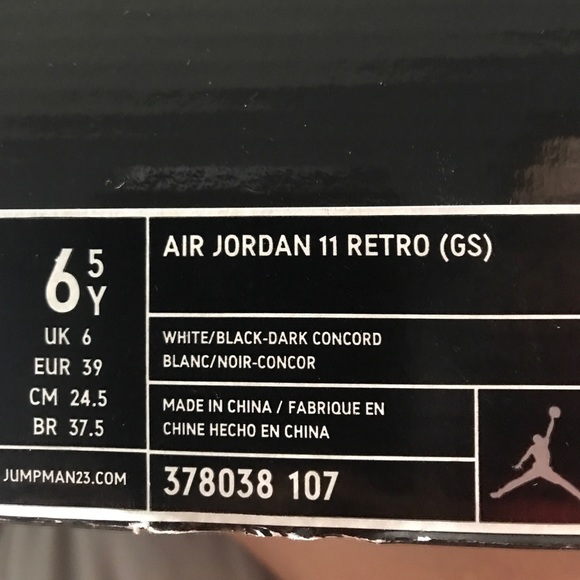 6 5
Y
UK 6
EUR 39
CM 24.5
BR 37.5
JUMPMAN23.COM
AIR JORDAN 11 RETRO (GS)
WHITE/BLACK-DARK CONCORD
BLANC/NOIR-CONCOR
MADE IN CHINA / FABRIQUE EN
CHINE HECHO EN CHINA
378038 107